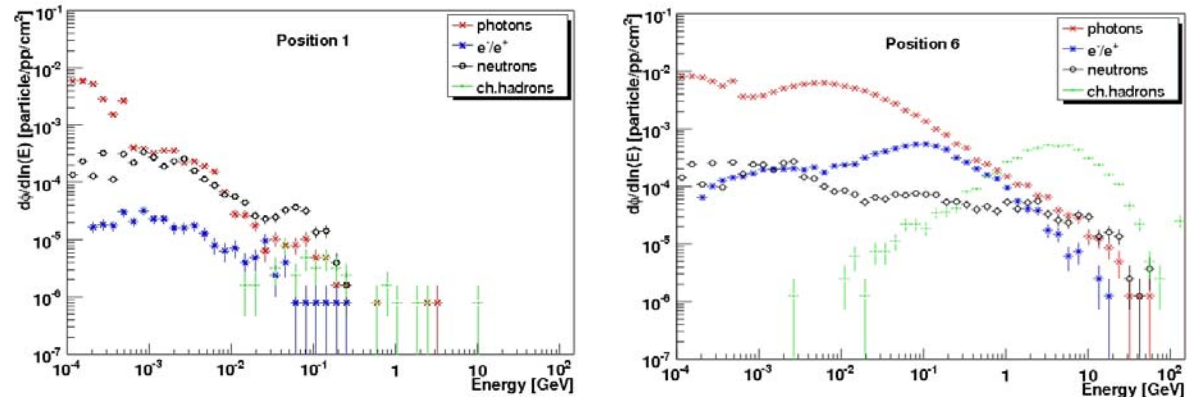 Position 1
photons
e⁻/e⁺
neutrons
ch.hadrons
dϕ/dln(E) [particle/pp/cm²]
1
10⁻¹
10⁻²
10⁻³
10⁻⁴
10⁻⁵
10⁻⁶
10⁻⁷
10⁻⁴ 10⁻³ 10⁻² 10⁻¹ 1 10 10²
Energy [GeV]
Position 6
photons
e⁻/e⁺
neutrons
ch.hadrons
dϕ/dln(E) [particle/pp/cm²]
10⁻¹
10⁻²
10⁻³
10⁻⁴
10⁻⁵
10⁻⁶
10⁻⁷
10⁻⁴ 10⁻³ 10⁻² 10⁻¹ 1 10 10²
Energy [GeV]